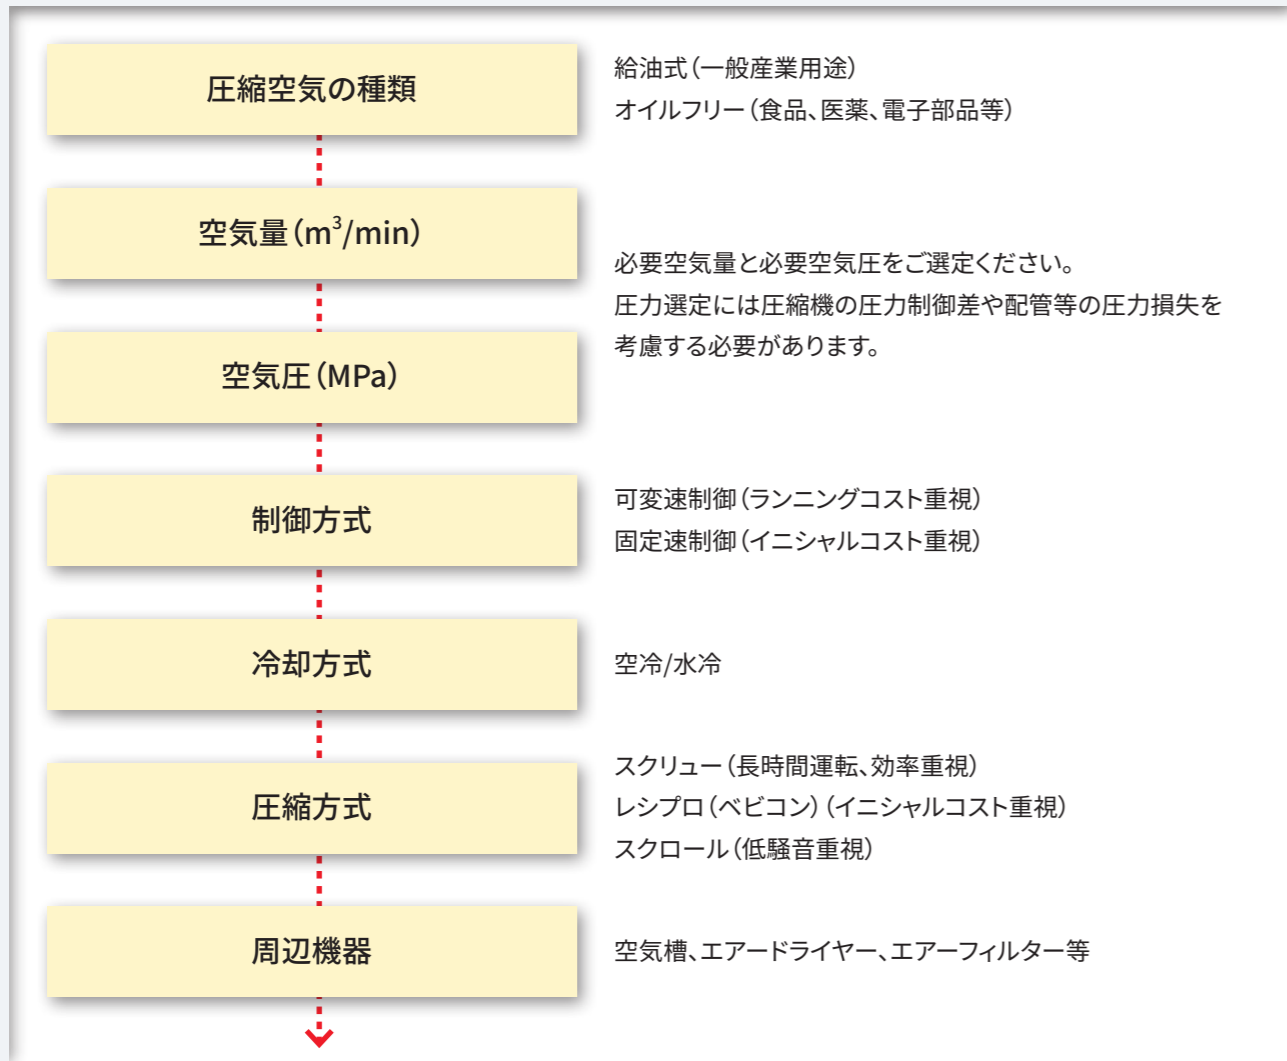 圧縮空気の種類
給油式（一般産業用途）
オイルフリー（食品、医薬、電子部品等）
空気量（m³/min）
必要空気量と必要空気圧をご選定ください。
圧力選定には圧縮機の圧力制御差や配管等の圧力損失を
考慮する必要があります。
空気圧（MPa）
制御方式
可変速制御（ランニングコスト重視）
固定速制御（イニシャルコスト重視）
冷却方式
空冷/水冷
圧縮方式
スクリュー（長時間運転、効率重視）
レシプロ（ベビコン）（イニシャルコスト重視）
スクロール（低騒音重視）
周辺機器
空気槽、エアードライヤー、エアーフィルター等